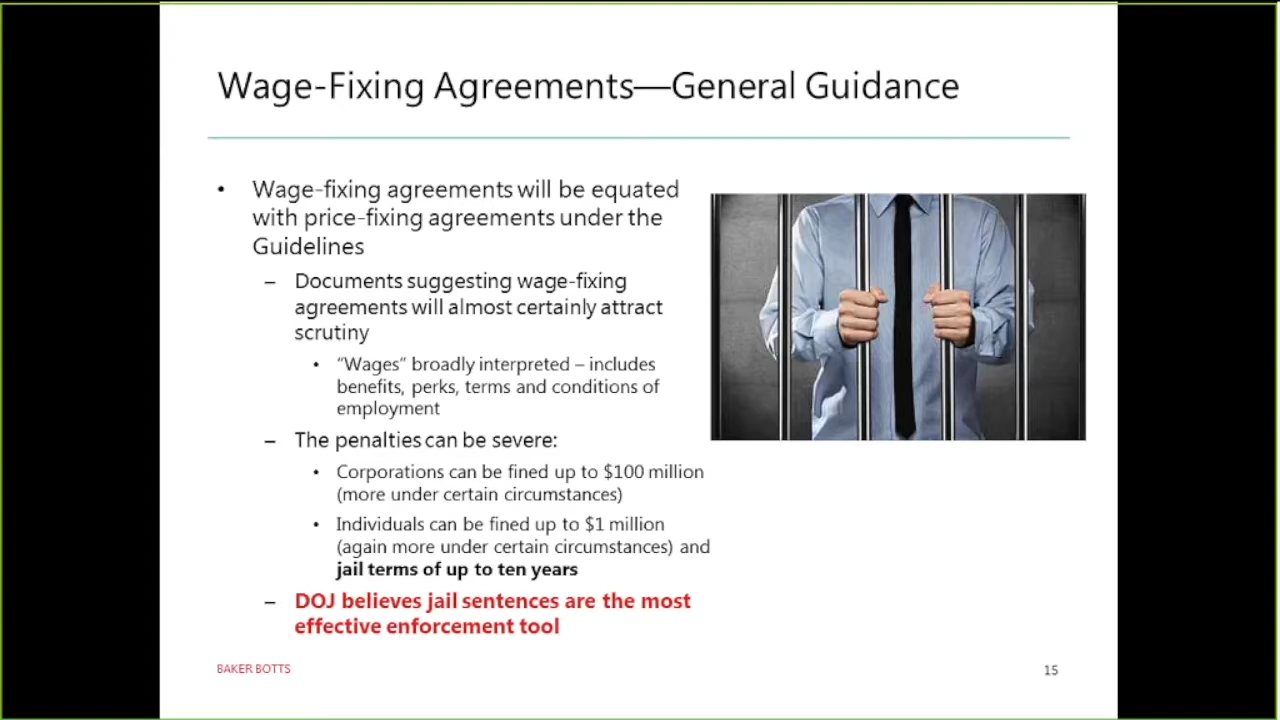 Wage-Fixing Agreements—General Guidance
• Wage-fixing agreements will be equated
with price-fixing agreements under the
Guidelines
– Documents suggesting wage-fixing
agreements will almost certainly attract
scrutiny
• “Wages” broadly interpreted – includes
benefits, perks, terms and conditions of
employment
– The penalties can be severe:
• Corporations can be fined up to $100 million
(more under certain circumstances)
• Individuals can be fined up to $1 million
(again more under certain circumstances) and
jail terms of up to ten years
– DOJ believes jail sentences are the most
effective enforcement tool
BAKER BOTTS
15